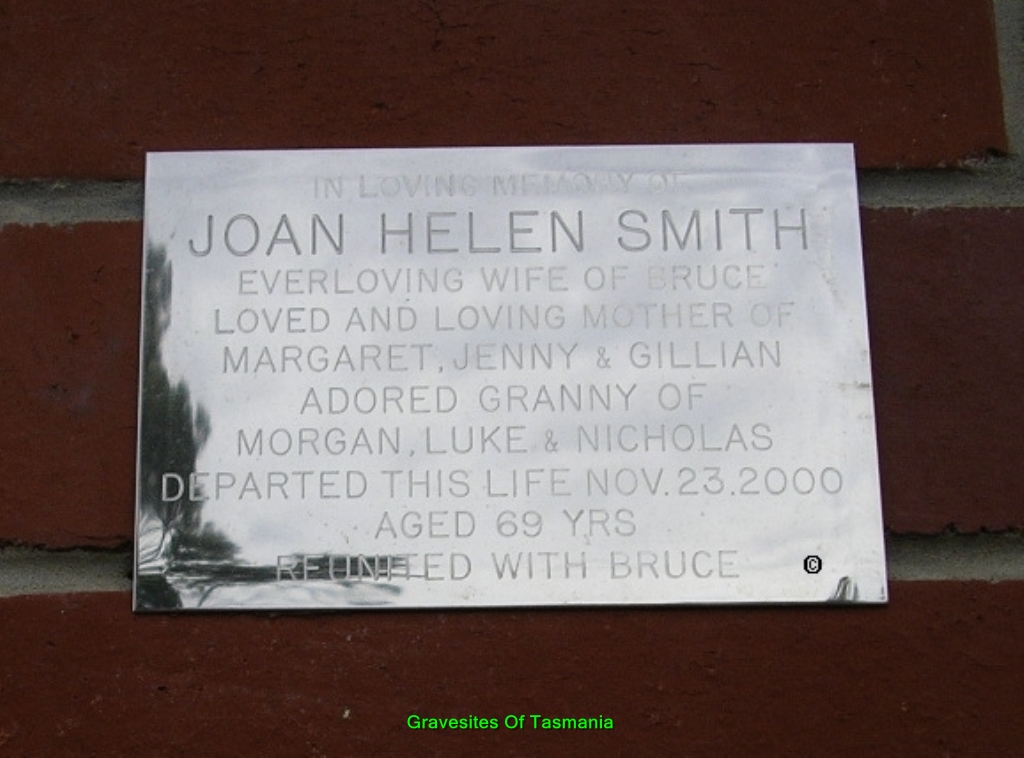 IN LOVING MEMORY OF
JOAN HELEN SMITH
EVERLOVING WIFE OF BRUCE
LOVED AND LOVING MOTHER OF
MARGARET, JENNY & GILLIAN
ADORED GRANNY OF
MORGAN, LUKE & NICHOLAS
DEPARTED THIS LIFE NOV. 23. 2000
AGED 69 YRS
REUNITED WITH BRUCE
©
Gravesites Of Tasmania